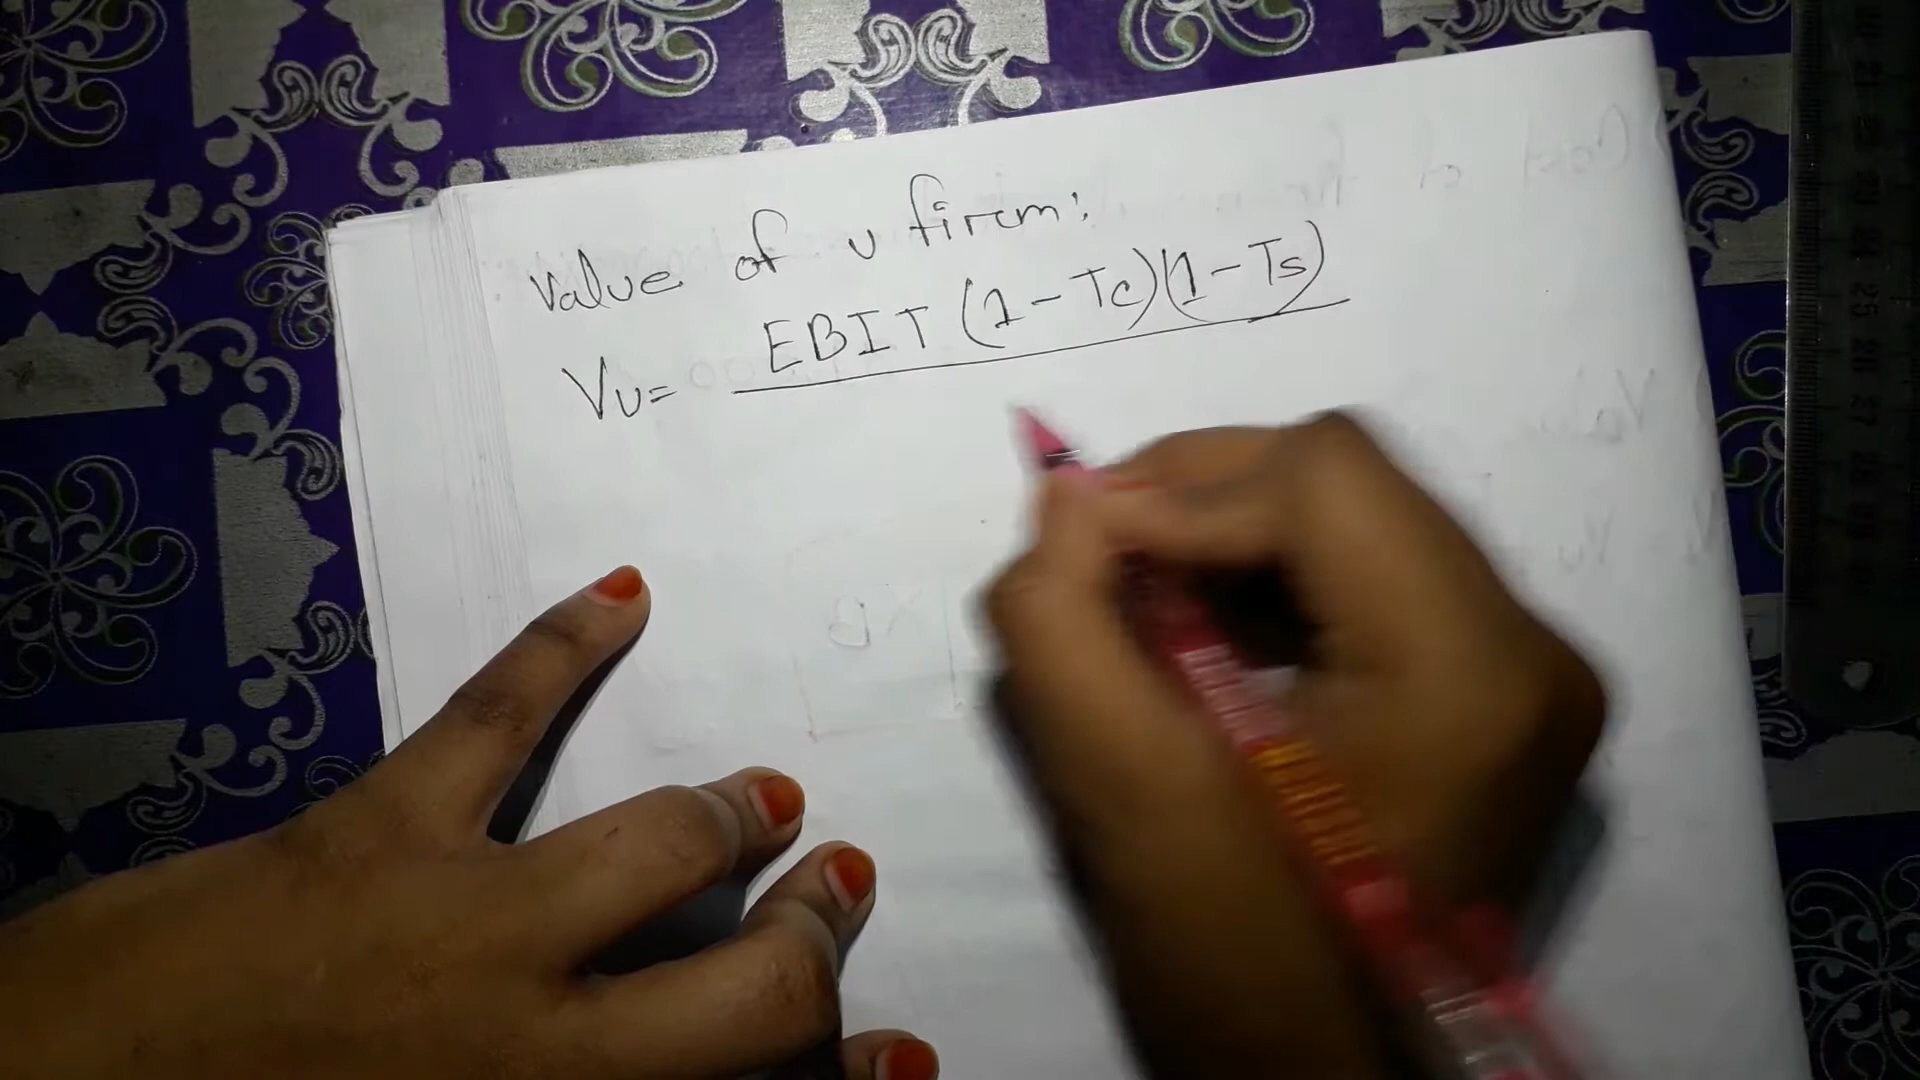 Value of u firm:
EBIT (1-Tc)(1-Ts)
Vu=